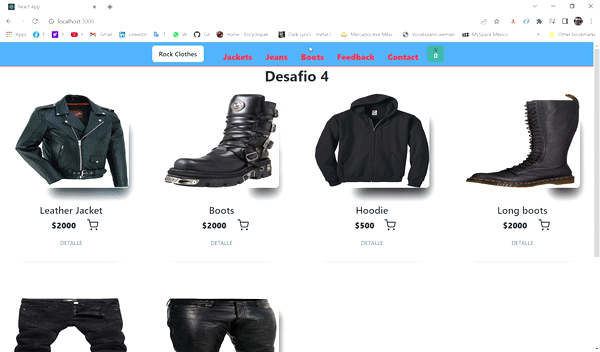 React App
localhost:3000
Gmail
LinkedIn
Home - Encyclopae...
Dark Lyrics - metal l...
Mercadolibre Méxi...
Vocabulario alemán...
MySpace México
Other bookmarks
Rock Clothes
Jackets
Jeans
Boots
Feedback
Contact
0
Desafio 4
Leather Jacket
Boots
Hoodie
Long boots
$2000
$2000
$500
$2000
DETALLE
DETALLE
DETALLE
DETALLE